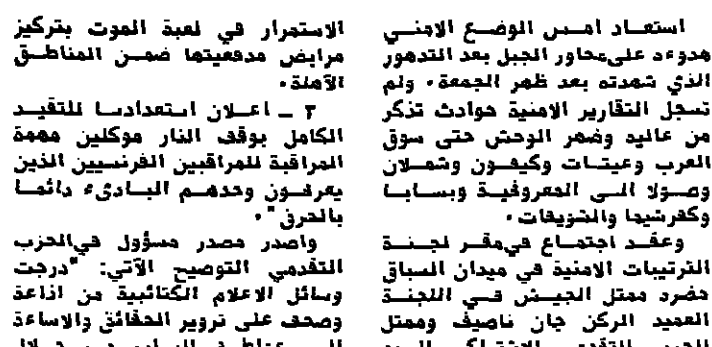 استعاد امس الوضع الامني
هدوءه على محاور الجبل بعد التدهور
الذي شهدته بعد ظهر الجمعة. ولم
تسجل التقارير الامنية حوادث تذكر
من عاليه وضهر الوحش حتى سوق
الغرب وعيتات وكيفون وشملان
وصولا الى المعروفية وبسابا
وكفرشيما والشويفات.
وعقد اجتماع في مقر لجنة
الترتيبات الامنية في ميدان السباق
حضره ممثل الجيش في اللجنة
العميد الركن جان ناصيف وممثل
الحزب التقدمي الاشتراكي
الاستمرار في لعبة الموت بتركيز
مرابض مدفعيتها ضمن المناطق
الآهلة.
٣ – اعلان استعدادنا للتقيد
الكامل بوقف النار موكلين مهمة
المراقبة للمراقبين الفرنسيين الذين
يعرفون وحدهم البادىء دائما
بالخرق".
واصدر مصدر مسؤول في الحزب
التقدمي التوضيح الآتي: "درجت
وسائل الاعلام الكتائبية من اذاعة
وصحف على تزوير الحقائق والاساءة